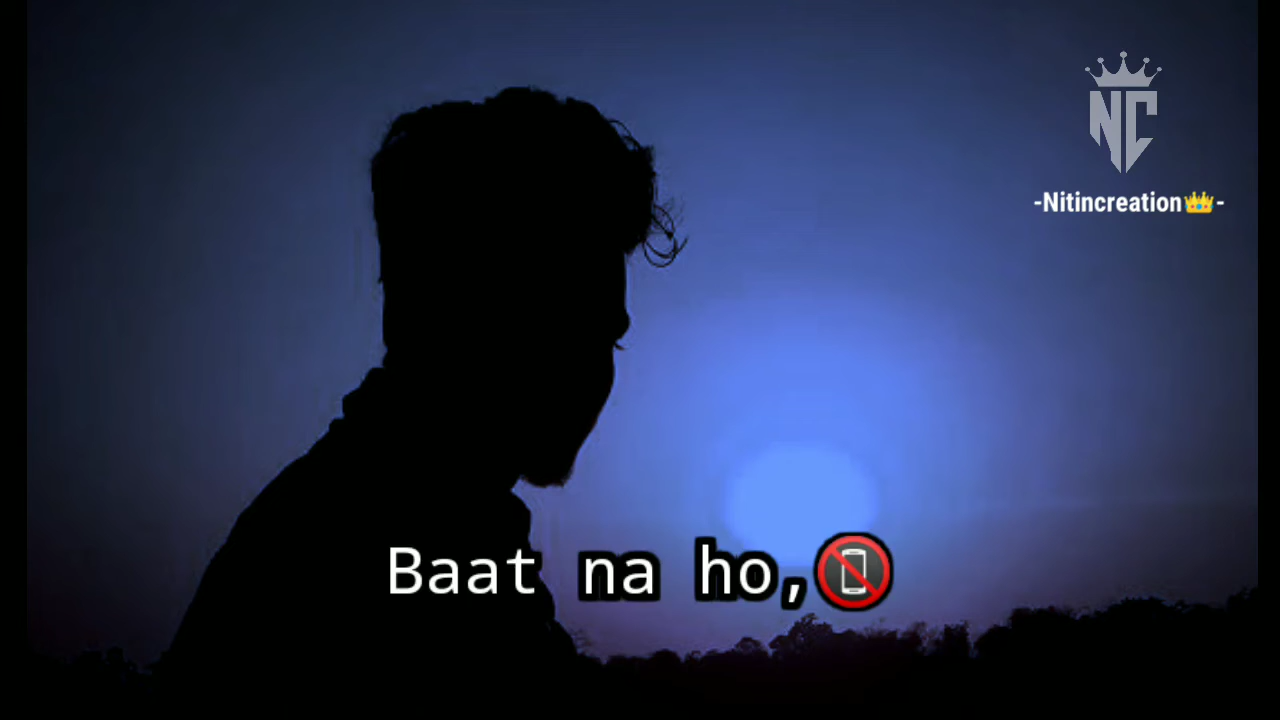 NC
-Nitincreation👑-
Baat na ho,📵